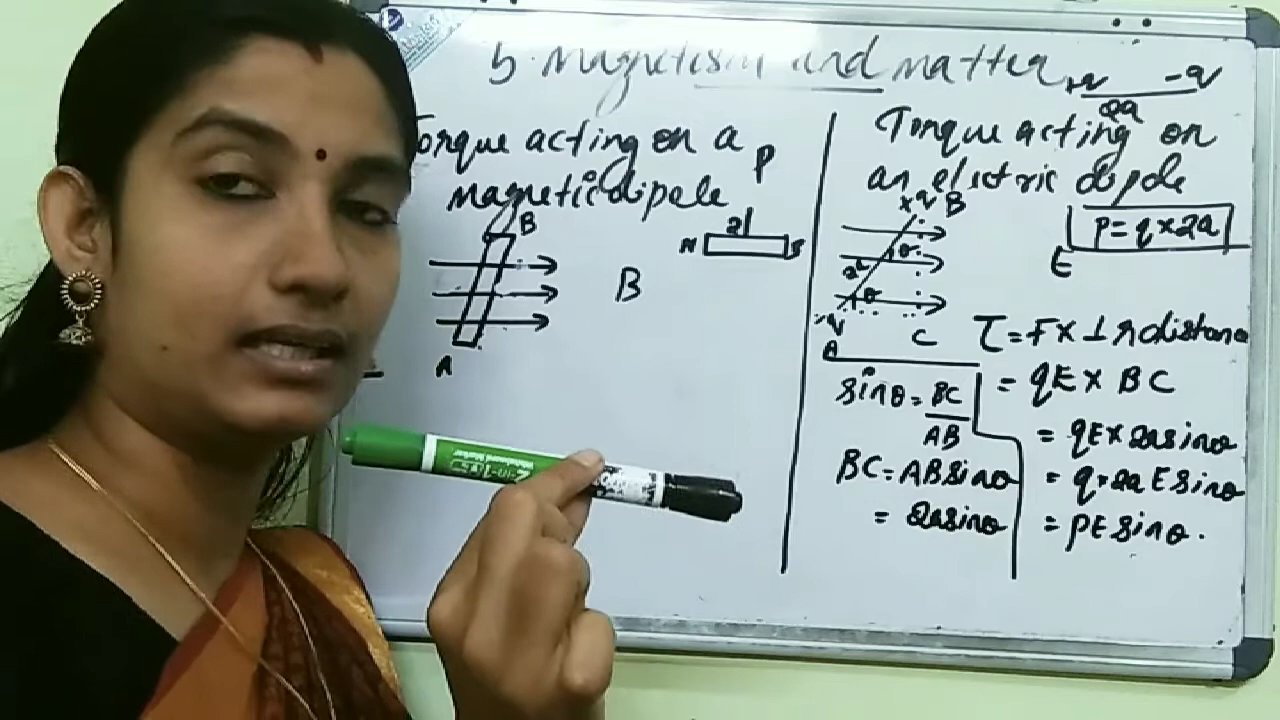 5. Magnetism and matter
+q -q
2a
Torque acting on a
magnetic dipole
P
B
2l
N S
B
A
Torque acting on
an electric dipole
P = q × 2a
E
+q B
θ
θ
-q
A
C
τ = F × ⊥r distance
= qE × BC
= qE × 2a sinθ
= q × 2a E sinθ
= PE sinθ.
sinθ = BC
AB
BC = AB sinθ
= 2a sinθ